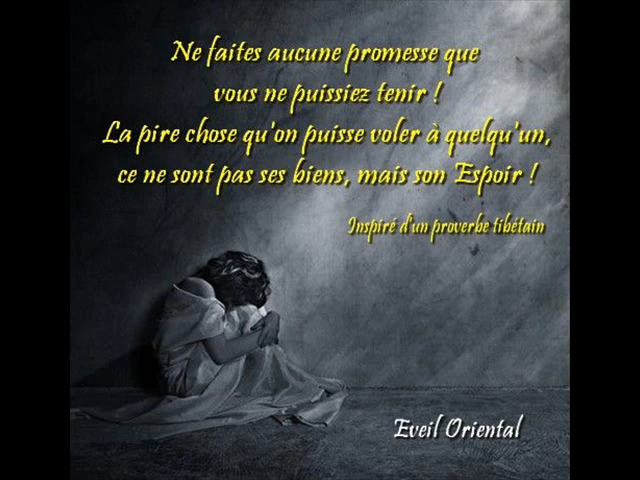 Ne faites aucune promesse que
vous ne puissiez tenir !
La pire chose qu'on puisse voler à quelqu'un,
ce ne sont pas ses biens, mais son Espoir !
Inspiré d'un proverbe tibétain
Eveil Oriental